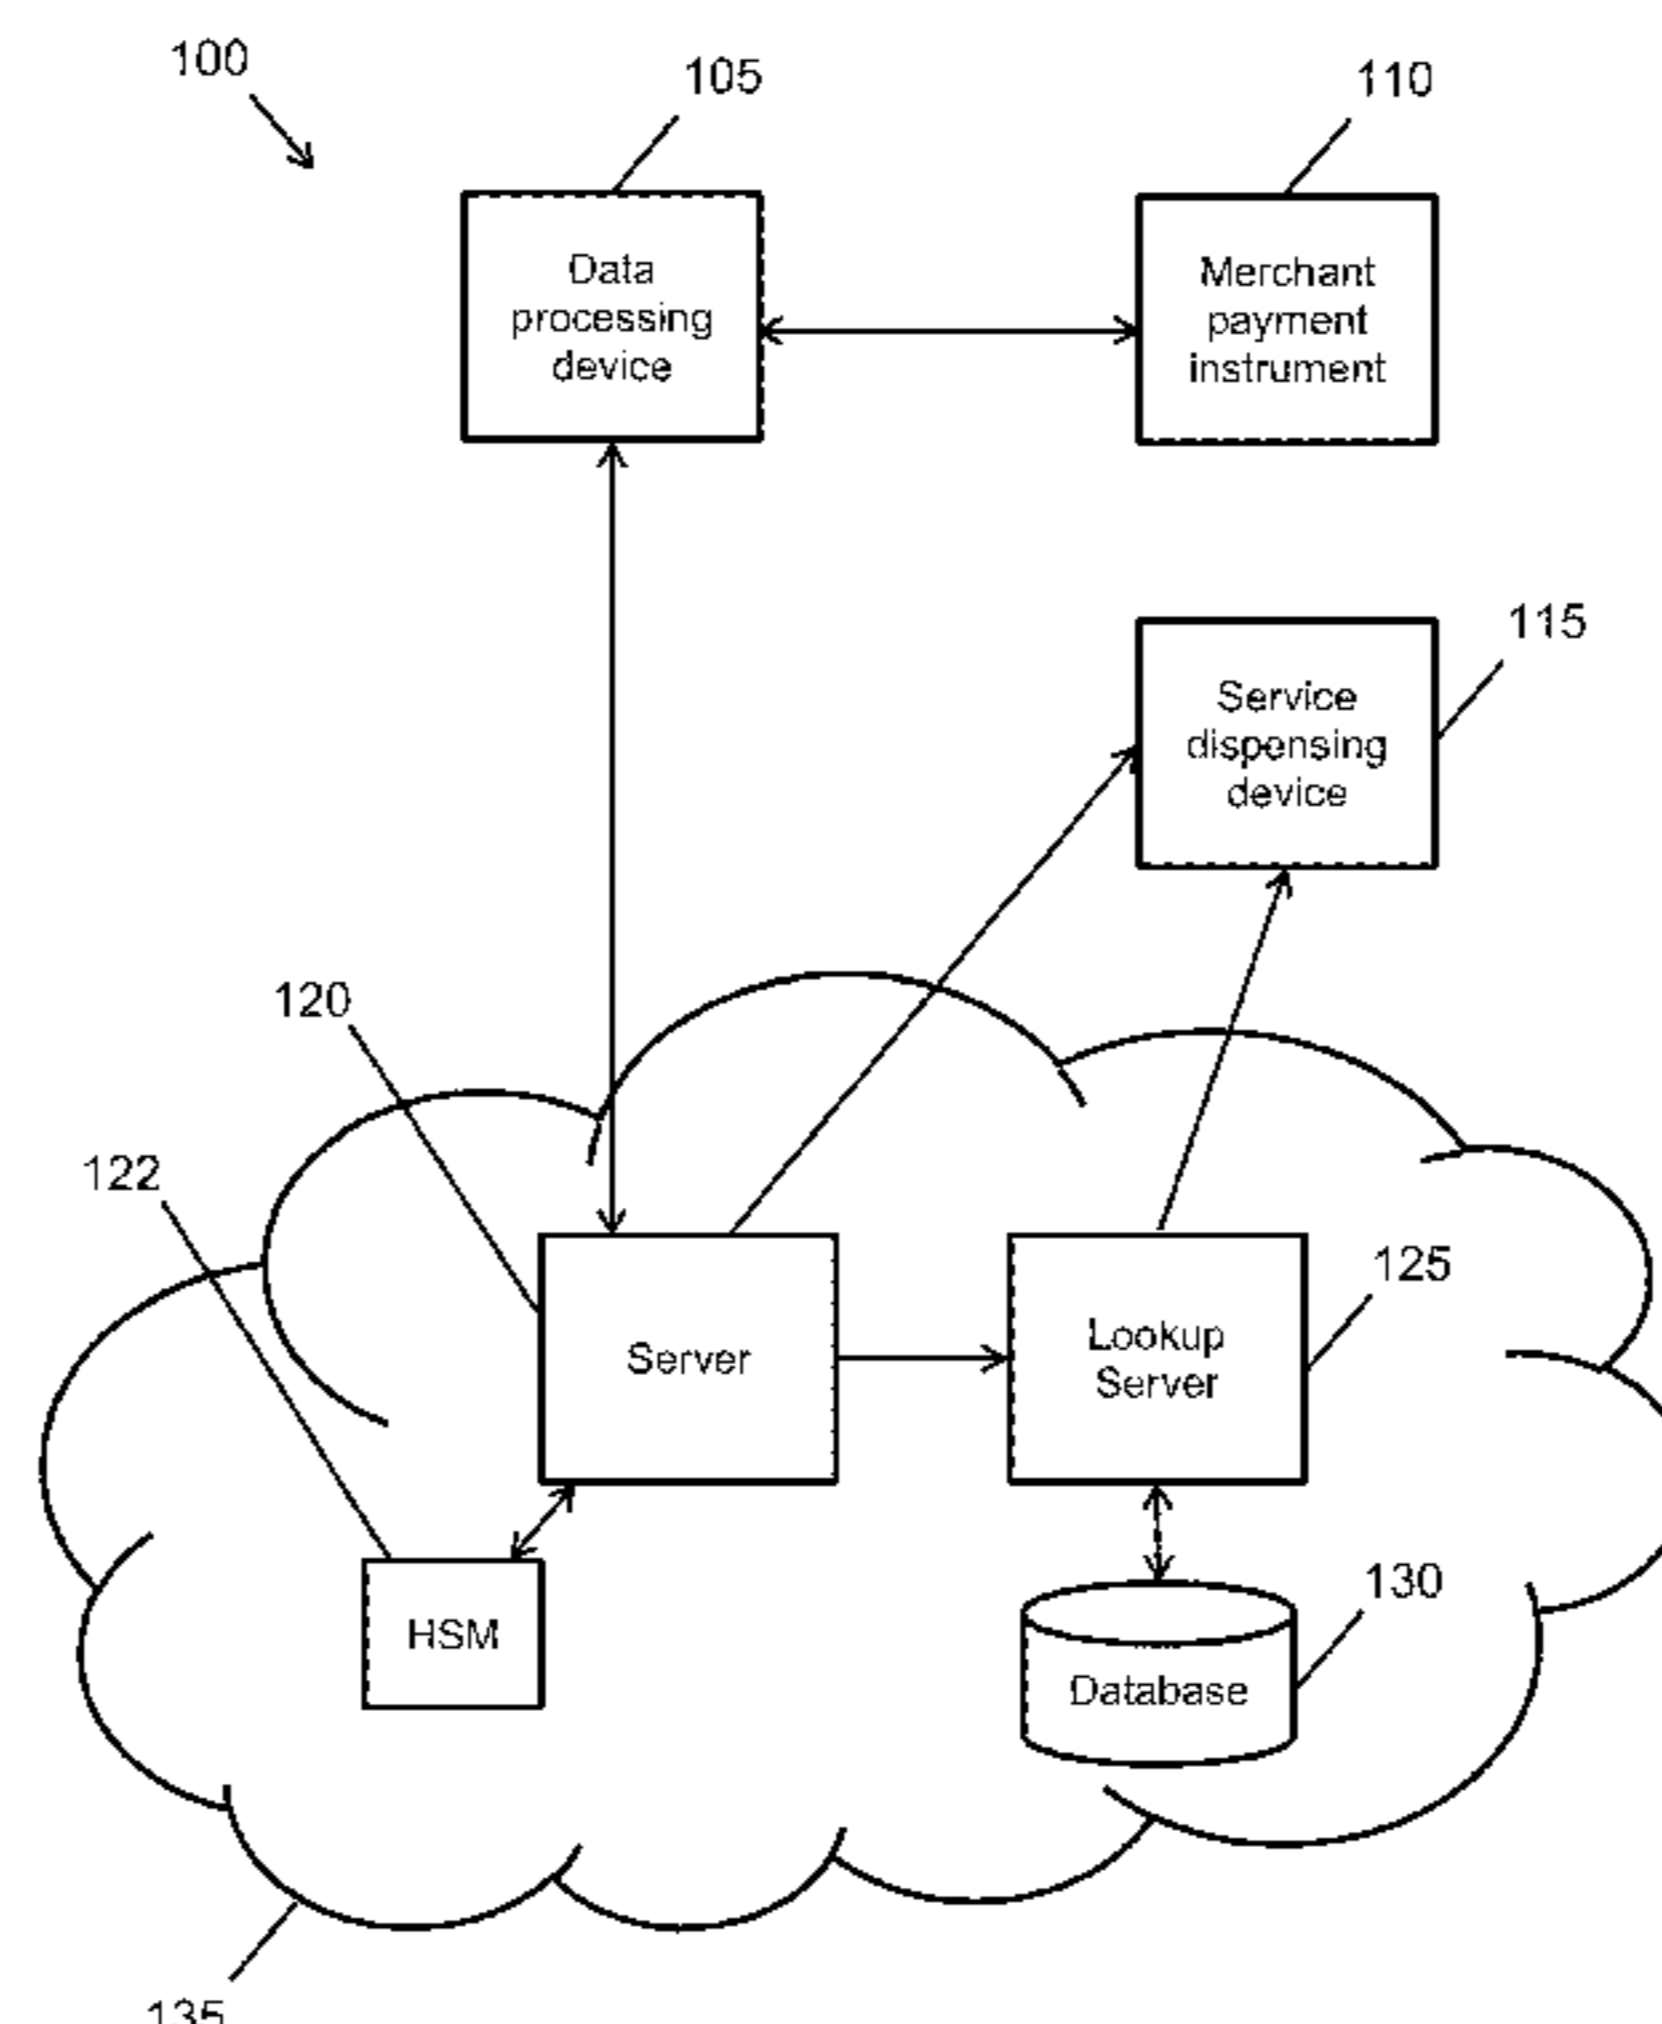 100
105
110
Data
processing
device
Merchant
payment
instrument
115
Service
dispensing
device
120
122
125
Server
Lookup
Server
130
HSM
Database
135